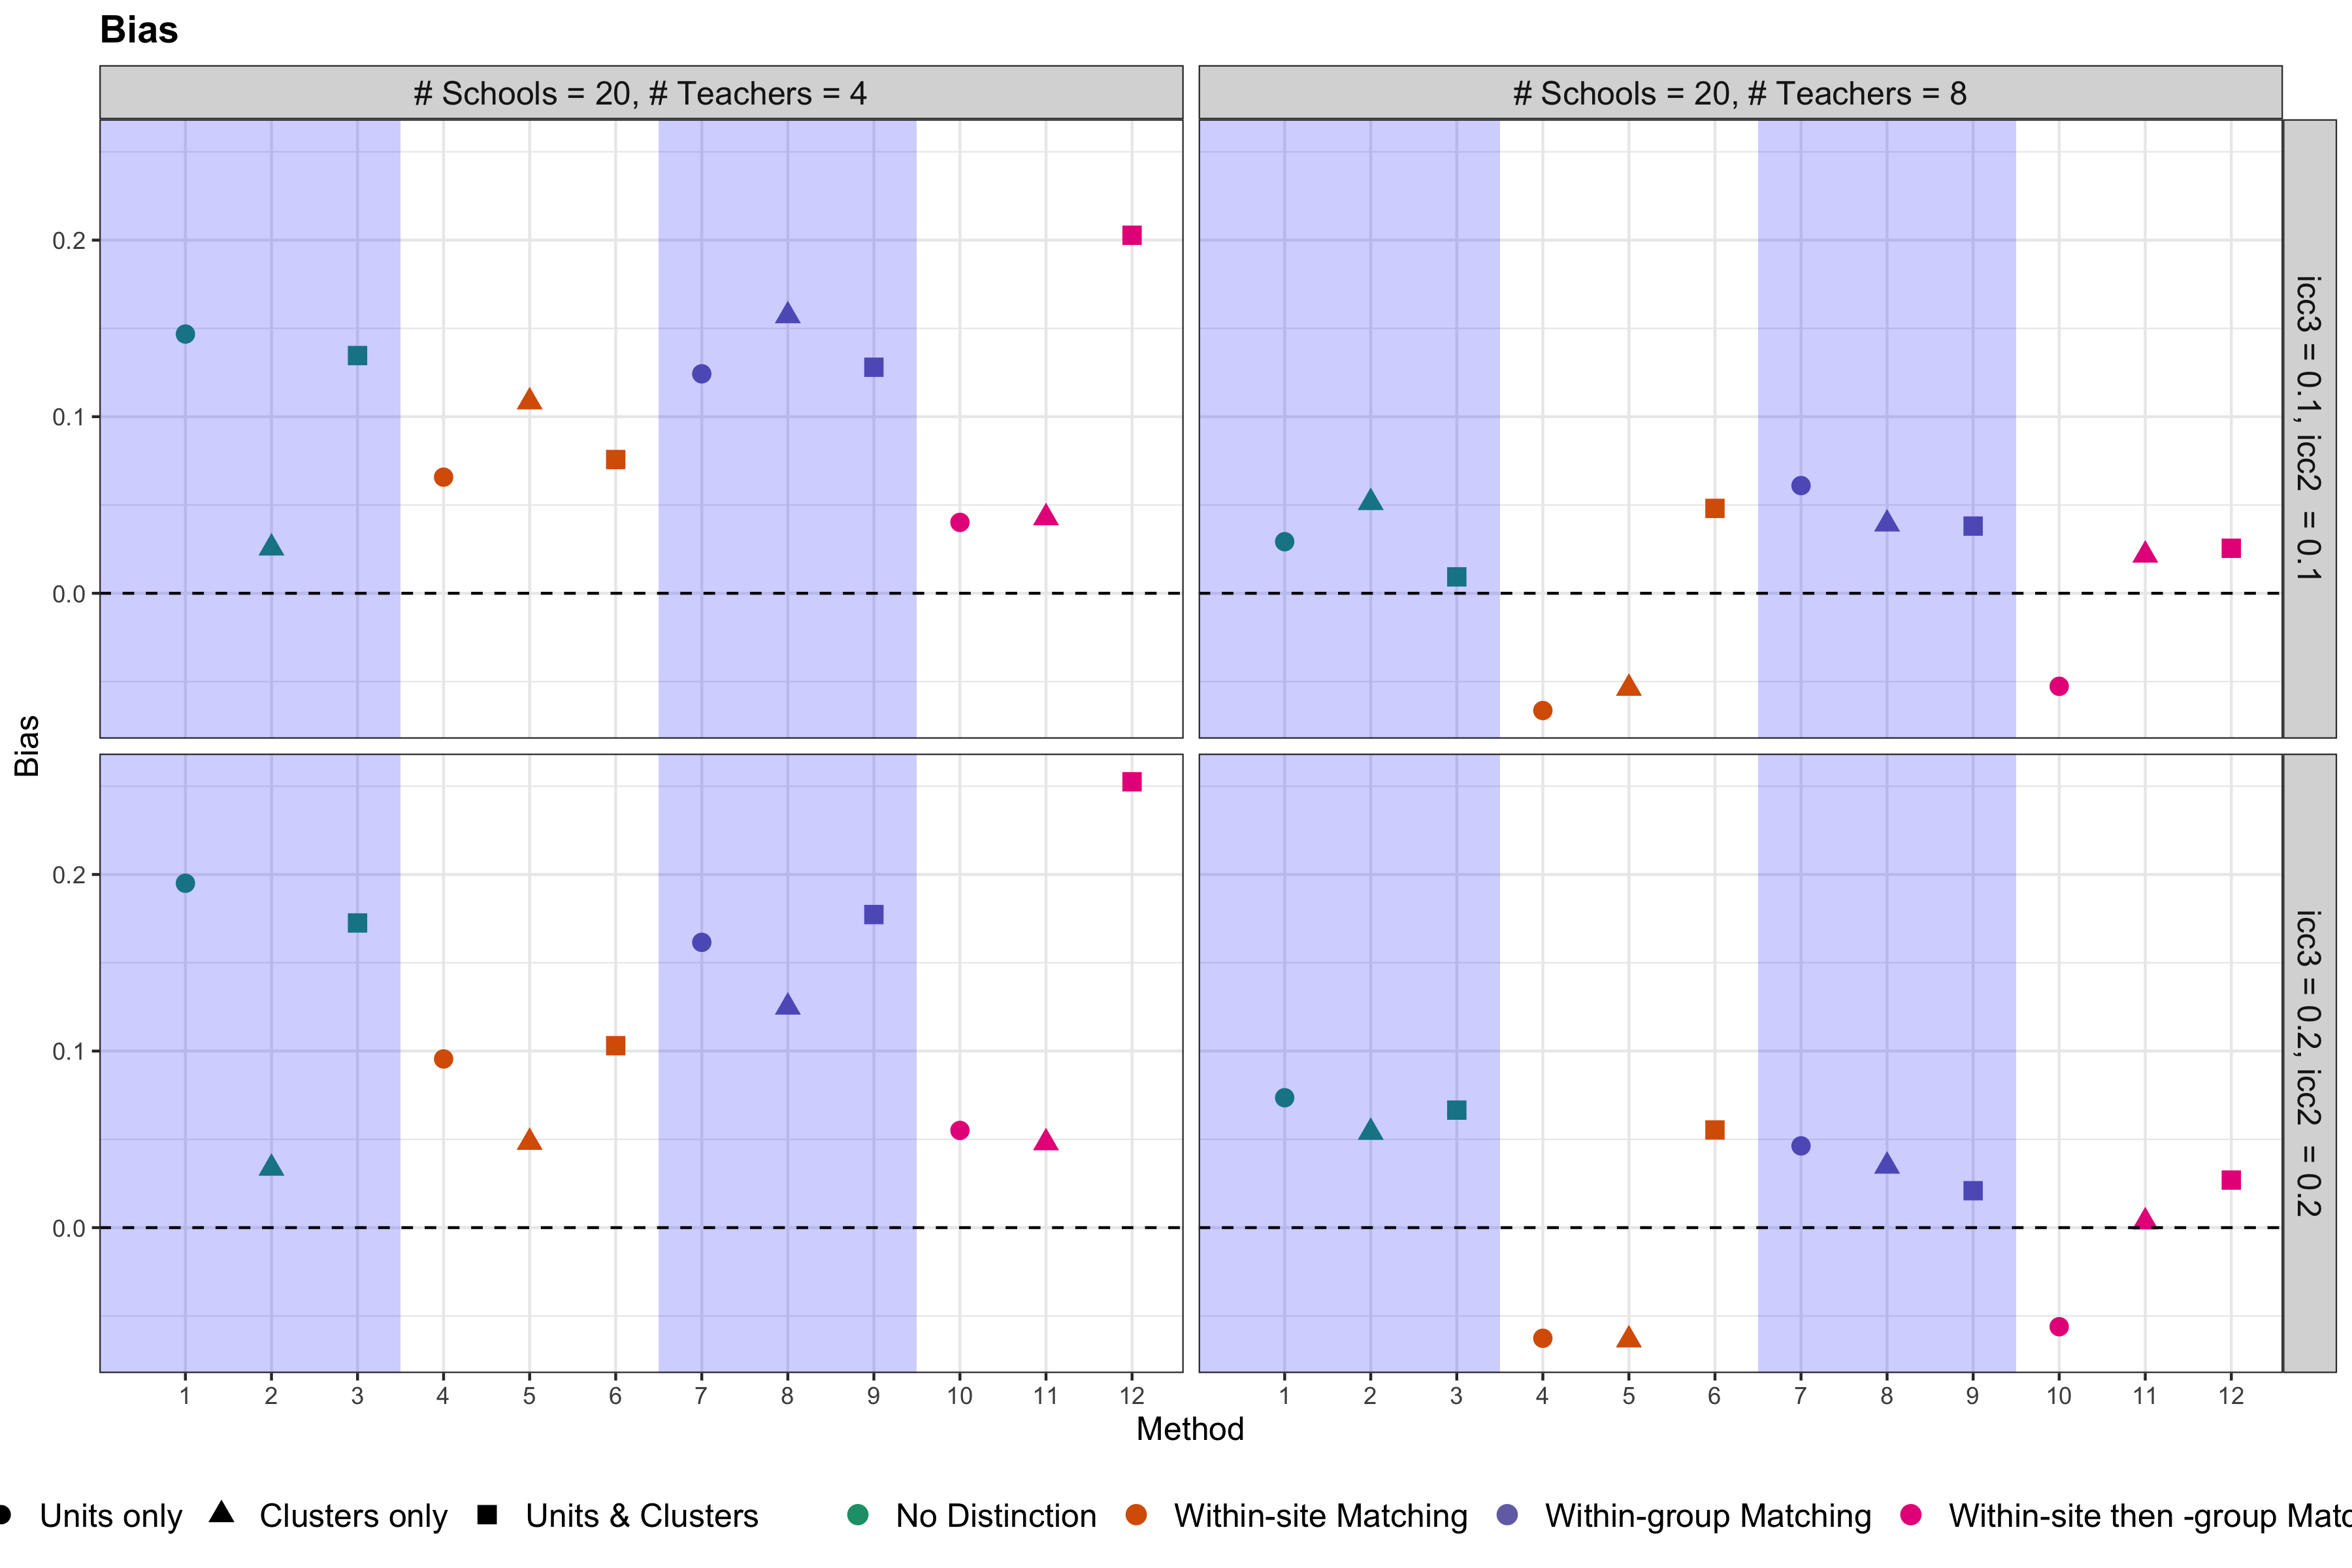 Bias
# Schools = 20, # Teachers = 4
# Schools = 20, # Teachers = 8
0.2
0.1
0.0
icc3 = 0.1, icc2 = 0.1
Bias
0.2
0.1
0.0
icc3 = 0.2, icc2 = 0.2
1 2 3 4 5 6 7 8 9 10 11 12
1 2 3 4 5 6 7 8 9 10 11 12
Method
Units only Clusters only Units & Clusters No Distinction Within-site Matching Within-group Matching Within-site then -group Matc